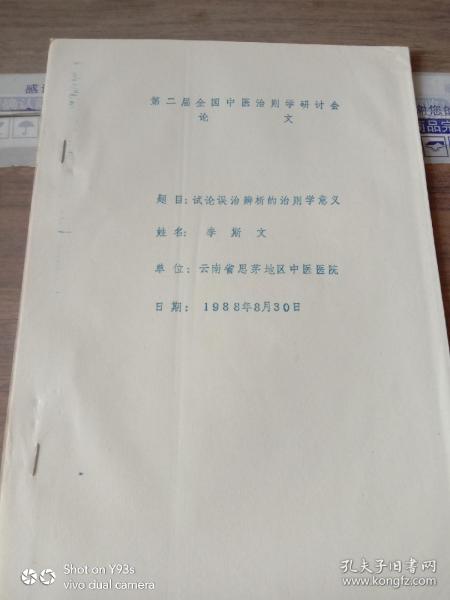 第二届全国中医治则学研讨会
论文
题目:试论误治辨析的治则学意义
姓名: 李斯文
单位: 云南省思茅地区中医医院
日期: 1988年8月30日
Shot on Y93s
vivo dual camera
孔夫子旧书网
www.kongfz.com